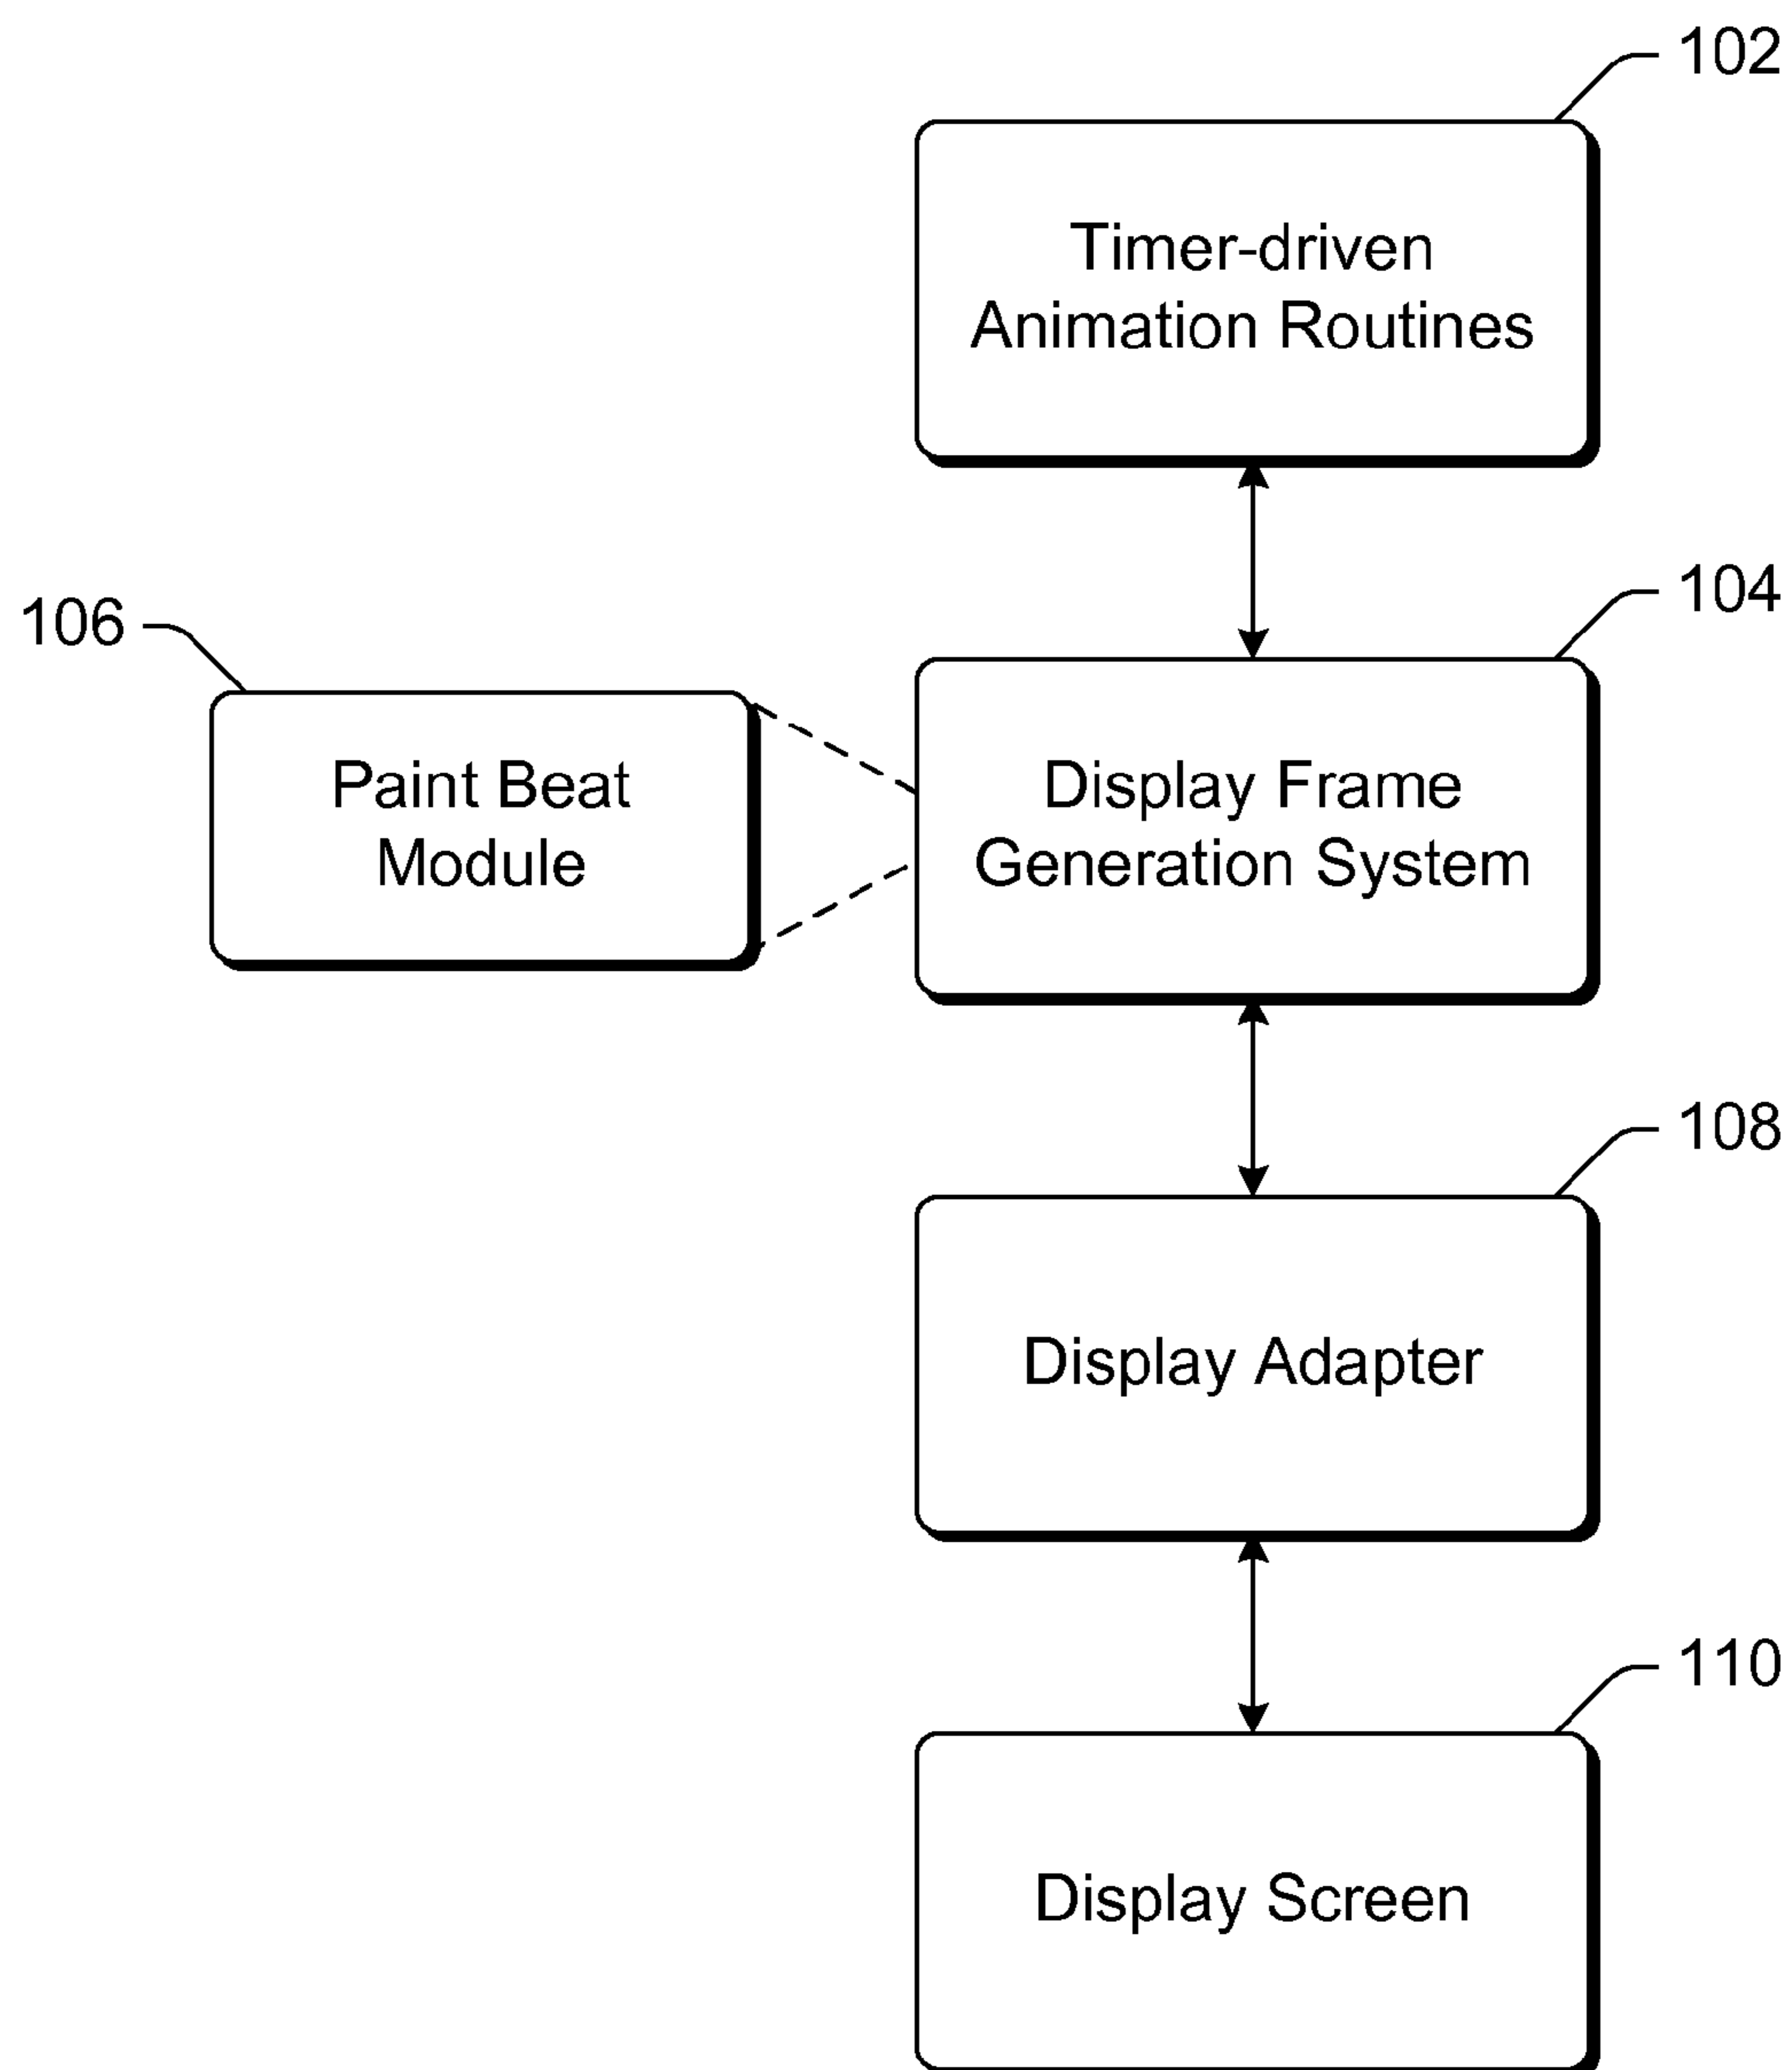 102
Timer-driven
Animation Routines
104
106
Paint Beat
Module
Display Frame
Generation System
108
Display Adapter
110
Display Screen